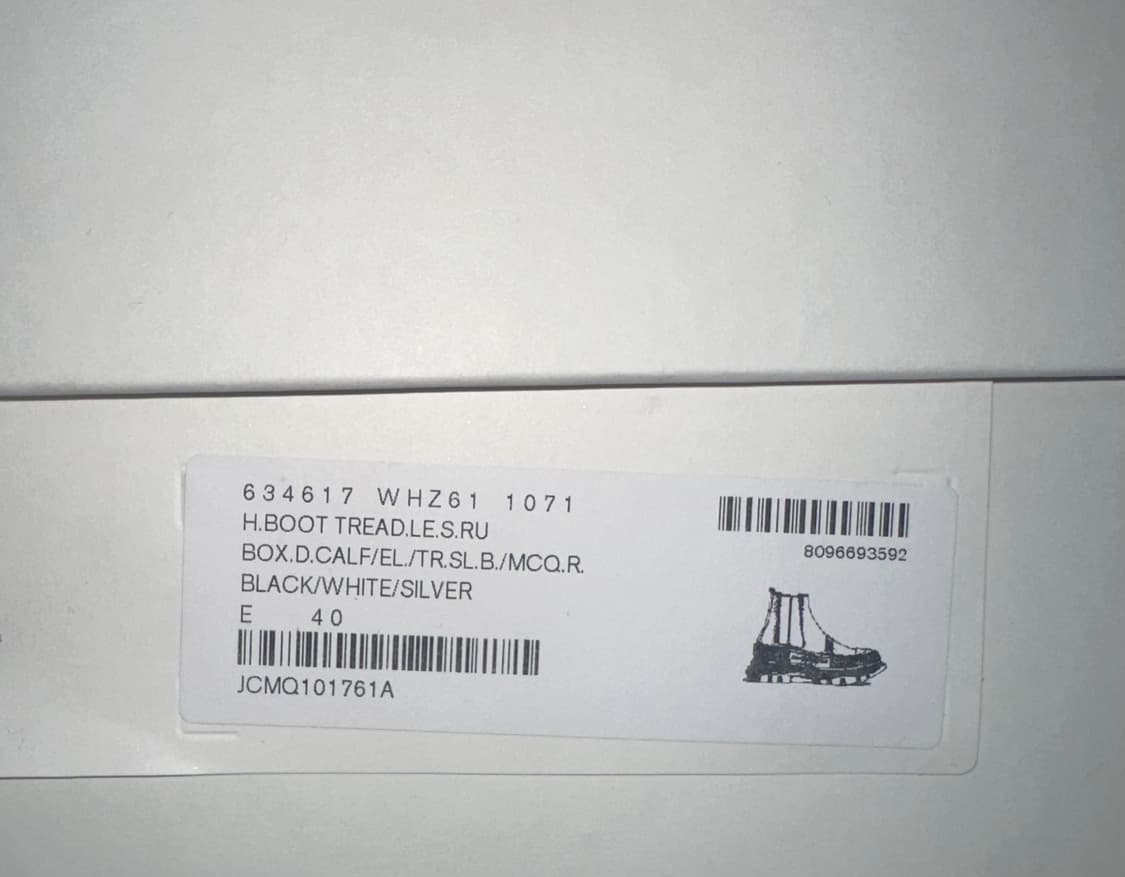 634617 WHZ61 1071
H.BOOT TREAD.LE.S.RU
BOX.D.CALF/EL./TR.SL.B./MCQ.R.
BLACK/WHITE/SILVER
E 40
JCMQ101761A
8096693592